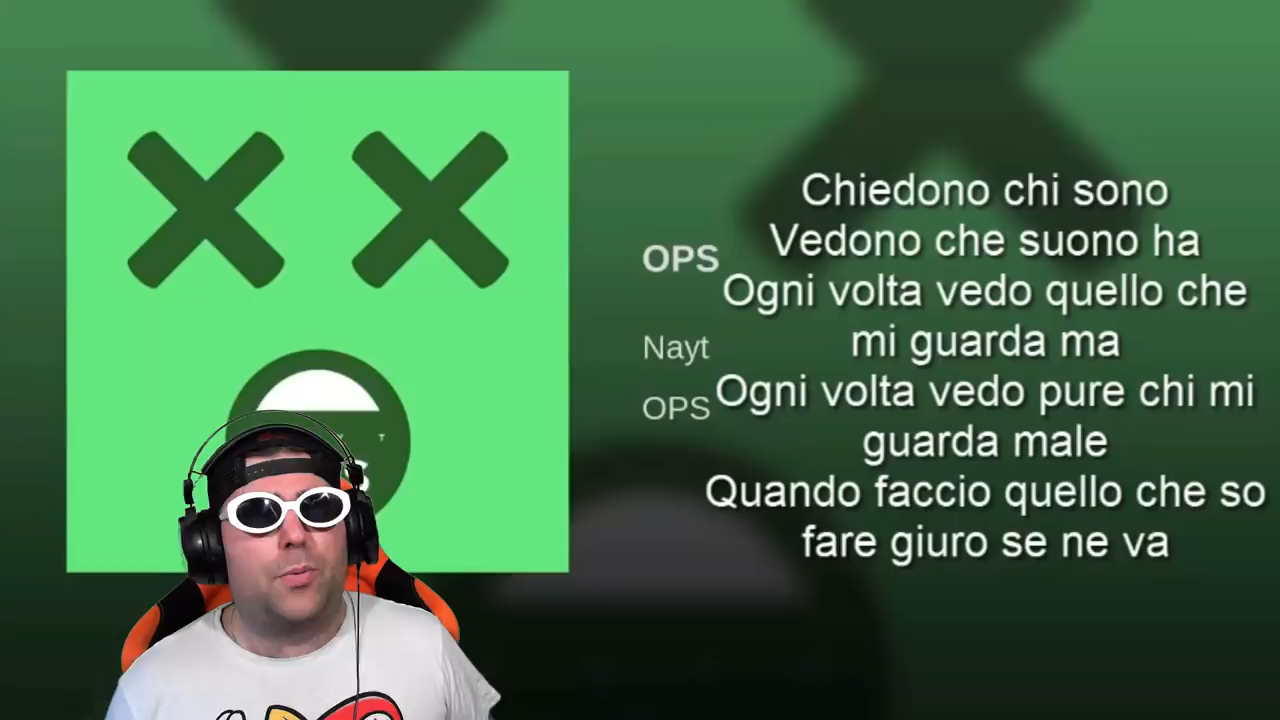 OPS
Nayt
OPS
Chiedono chi sono
Vedono che suono ha
Ogni volta vedo quello che
mi guarda ma
Ogni volta vedo pure chi mi
guarda male
Quando faccio quello che so
fare giuro se ne va